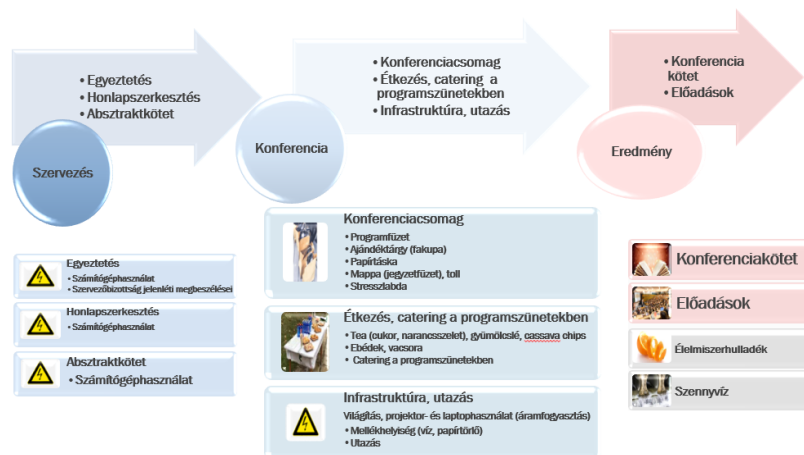 • Egyeztetés
• Honlapszerkesztés
• Absztraktkötet
Szervezés
• Konferenciacsomag
• Étkezés, catering a
programszünetekben
• Infrastruktúra, utazás
Konferencia
• Konferencia
kötet
• Előadások
Eredmény
Egyeztetés
• Számítógéphasználat
• Szervezőbizottság jelenléti megbeszélései
Honlapszerkesztés
• Számítógéphasználat
Absztraktkötet
• Számítógéphasználat
Konferenciacsomag
• Programfüzet
• Ajándéktárgy (fakupa)
• Papírtáska
• Mappa (jegyzetfüzet), toll
• Stresszlabda
Étkezés, catering a programszünetekben
• Tea (cukor, narancsszelet), gyümölcslé, cassava chips
• Ebédek, vacsora
• Catering a programszünetekben
Infrastruktúra, utazás
Világítás, projektor- és laptophasználat (áramfogyasztás)
• Mellékhelyiség (víz, papírtörlő)
• Utazás
Konferenciakötet
Előadások
Élelmiszerhulladék
Szennyvíz